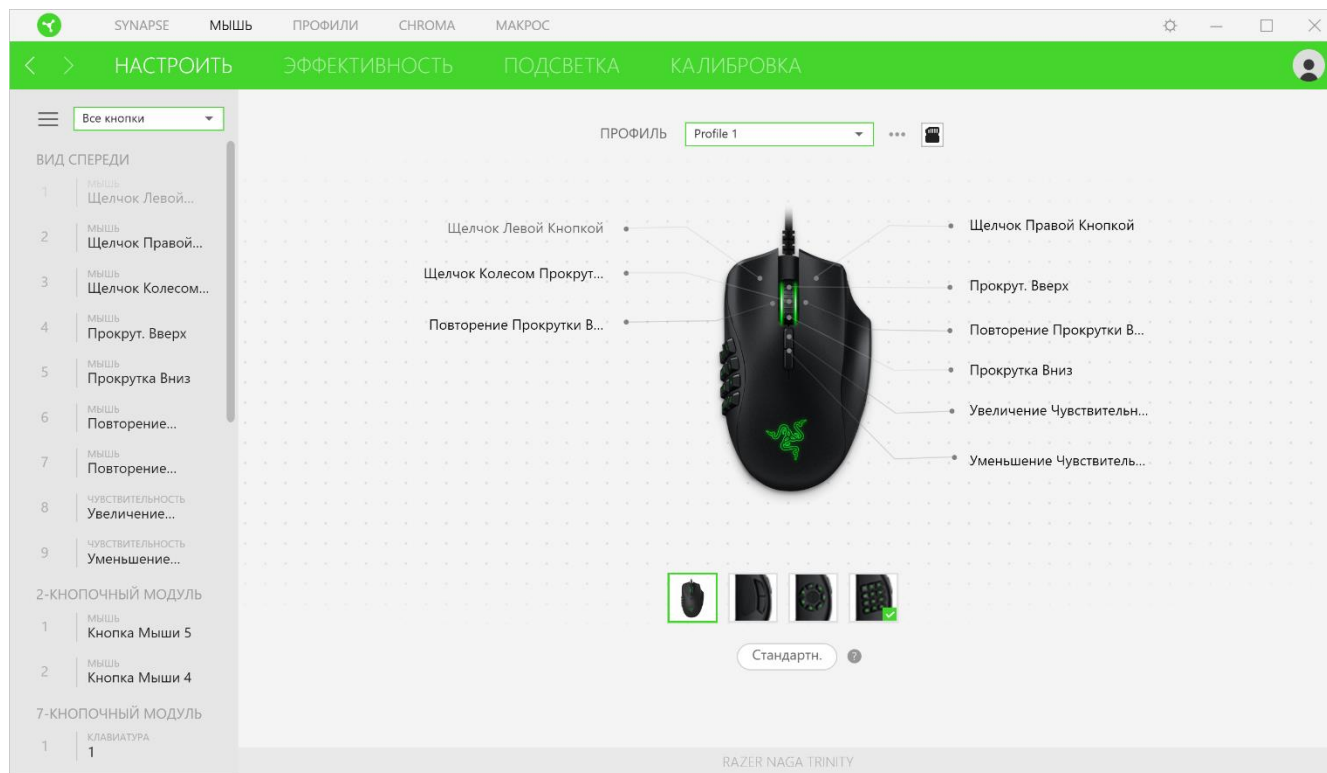 SYNAPSE МЫШЬ ПРОФИЛИ CHROMA МАКРОС
НАСТРОИТЬ ЭФФЕКТИВНОСТЬ ПОДСВЕТКА КАЛИБРОВКА
Все кнопки
ПРОФИЛЬ Profile 1
ВИД СПЕРЕДИ
1 МЫШЬ
Щелчок Левой...
2 МЫШЬ
Щелчок Правой...
3 МЫШЬ
Щелчок Колесом...
4 МЫШЬ
Прокрут. Вверх
5 МЫШЬ
Прокрутка Вниз
6 МЫШЬ
Повторение...
7 МЫШЬ
Повторение...
8 ЧУВСТВИТЕЛЬНОСТЬ
Увеличение...
9 ЧУВСТВИТЕЛЬНОСТЬ
Уменьшение...
2-КНОПОЧНЫЙ МОДУЛЬ
1 МЫШЬ
Кнопка Мыши 5
2 МЫШЬ
Кнопка Мыши 4
7-КНОПОЧНЫЙ МОДУЛЬ
1 КЛАВИАТУРА
1
Щелчок Левой Кнопкой
Щелчок Колесом Прокрут...
Повторение Прокрутки В...
Щелчок Правой Кнопкой
Прокрут. Вверх
Повторение Прокрутки В...
Прокрутка Вниз
Увеличение Чувствительн...
Уменьшение Чувствитель...
Стандартн. ?
RAZER NAGA TRINITY